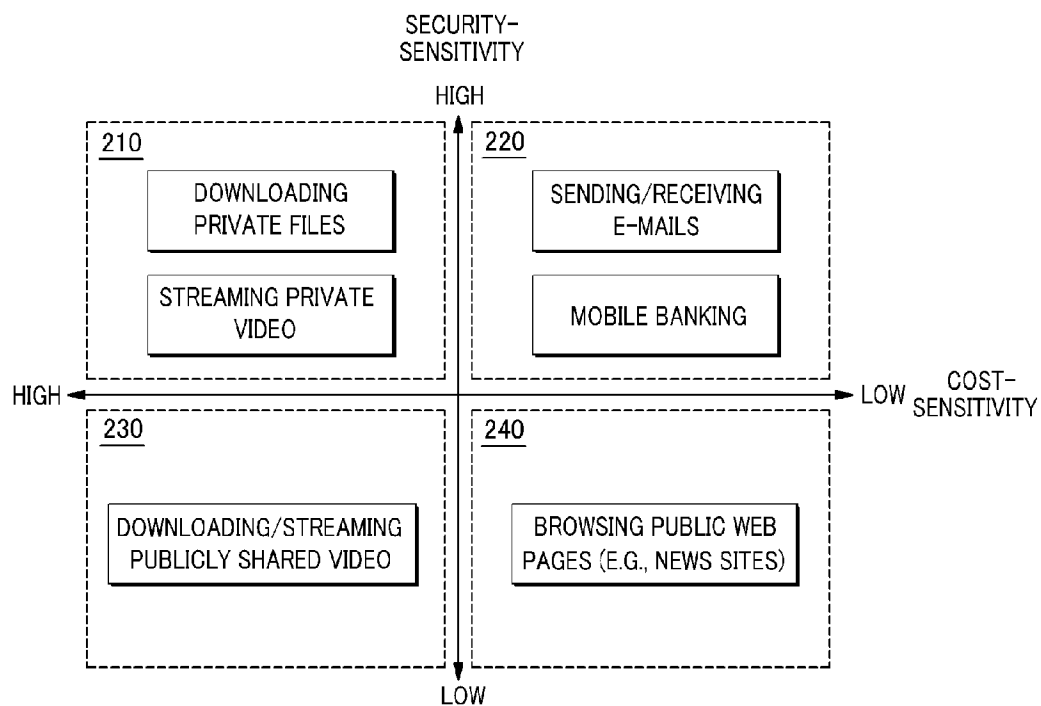 SECURITY-
SENSITIVITY
HIGH
210
DOWNLOADING
PRIVATE FILES
STREAMING PRIVATE
VIDEO
220
SENDING/RECEIVING
E-MAILS
MOBILE BANKING
HIGH
LOW
COST-
SENSITIVITY
230
DOWNLOADING/STREAMING
PUBLICLY SHARED VIDEO
240
BROWSING PUBLIC WEB
PAGES (E.G., NEWS SITES)
LOW